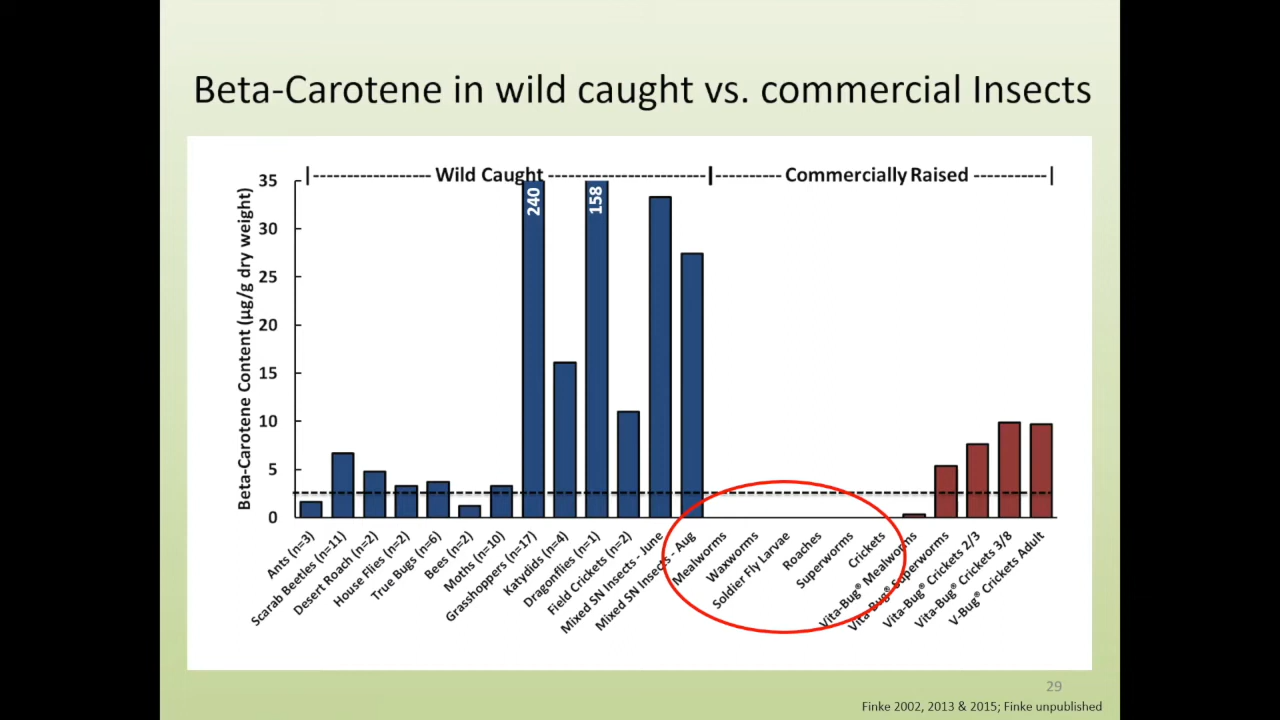 Beta-Carotene in wild caught vs. commercial Insects
|------------------ Wild Caught ------------------------|---------- Commercially Raised -----------|
Beta-Carotene Content (µg/g dry weight)
35
30
25
20
15
10
5
0
240
158
Ants (n=3)
Scarab Beetles (n=11)
Desert Roach (n=2)
House Flies (n=2)
True Bugs (n=6)
Bees (n=2)
Moths (n=10)
Grasshoppers (n=17)
Katydids (n=4)
Dragonflies (n=1)
Field Crickets (n=2)
Mixed SN Insects - June
Mixed SN Insects - Aug
Mealworms
Waxworms
Soldier Fly Larvae
Roaches
Superworms
Crickets
Vita-Bug® Mealworms
Vita-Bug® Superworms
Vita-Bug® Crickets 2/3
Vita-Bug® Crickets 3/8
V-Bug® Crickets Adult
29
Finke 2002, 2013 & 2015; Finke unpublished